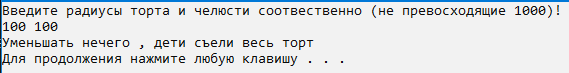 Введите радиусы торта и челюсти соотвественно (не превосходящие 1000)!
100 100
Уменьшать нечего , дети съели весь торт
Для продолжения нажмите любую клавишу . . .